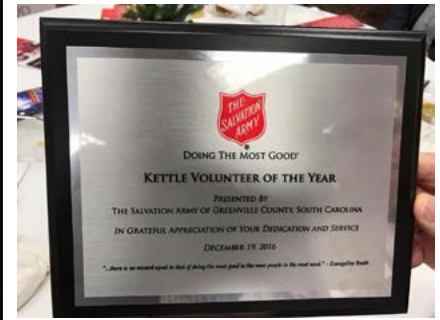 THE
SALVATION
ARMY
DOING THE MOST GOOD®
KETTLE VOLUNTEER OF THE YEAR
PRESENTED BY
THE SALVATION ARMY OF GREENVILLE COUNTY, SOUTH CAROLINA
IN GRATEFUL APPRECIATION OF YOUR DEDICATION AND SERVICE
DECEMBER 19, 2016
"...there is no reward equal to that of doing the most good to the most people in the most need." - Evangeline Booth